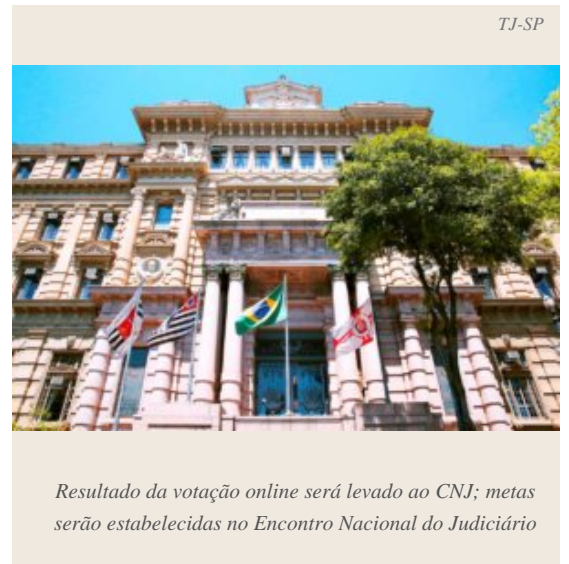 TJ-SP
Resultado da votação online será levado ao CNJ; metas
serão estabelecidas no Encontro Nacional do Judiciário